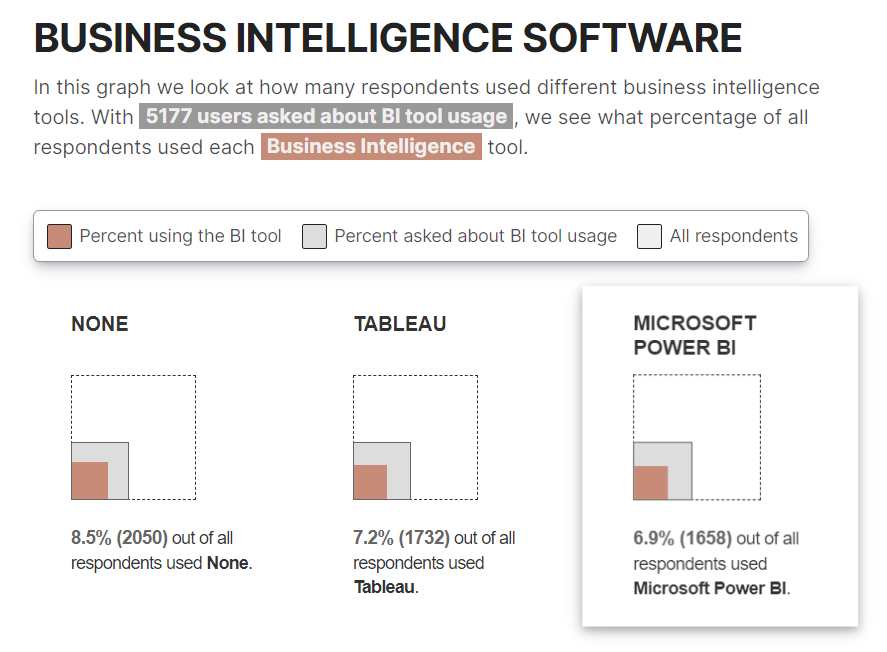 BUSINESS INTELLIGENCE SOFTWARE
In this graph we look at how many respondents used different business intelligence
tools. With 5177 users asked about BI tool usage, we see what percentage of all
respondents used each Business Intelligence tool.
Percent using the BI tool Percent asked about BI tool usage All respondents
NONE
8.5% (2050) out of all
respondents used None.
TABLEAU
7.2% (1732) out of all
respondents used
Tableau.
MICROSOFT
POWER BI
6.9% (1658) out of all
respondents used
Microsoft Power BI.